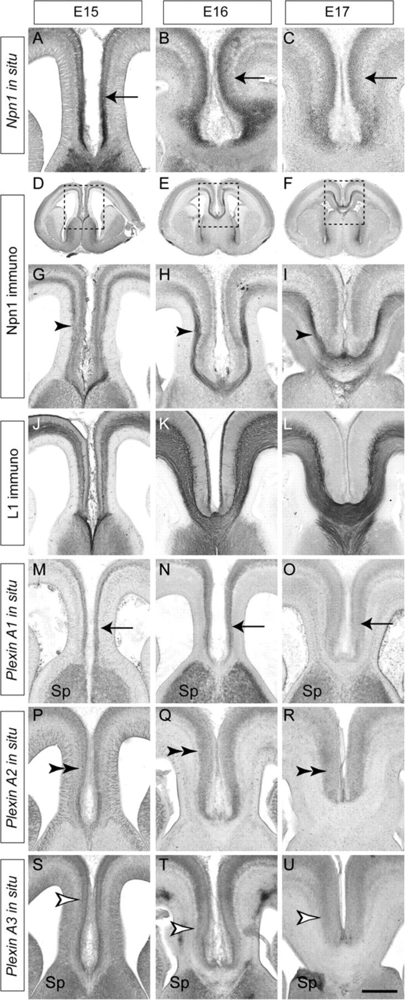 E15 E16 E17
Npn1 in situ
A B C
Npn1 immuno
D E F
G H I
L1 immuno
J K L
Plexin A1 in situ
M N O
Sp Sp Sp
Plexin A2 in situ
P Q R
Plexin A3 in situ
S T U
Sp Sp Sp